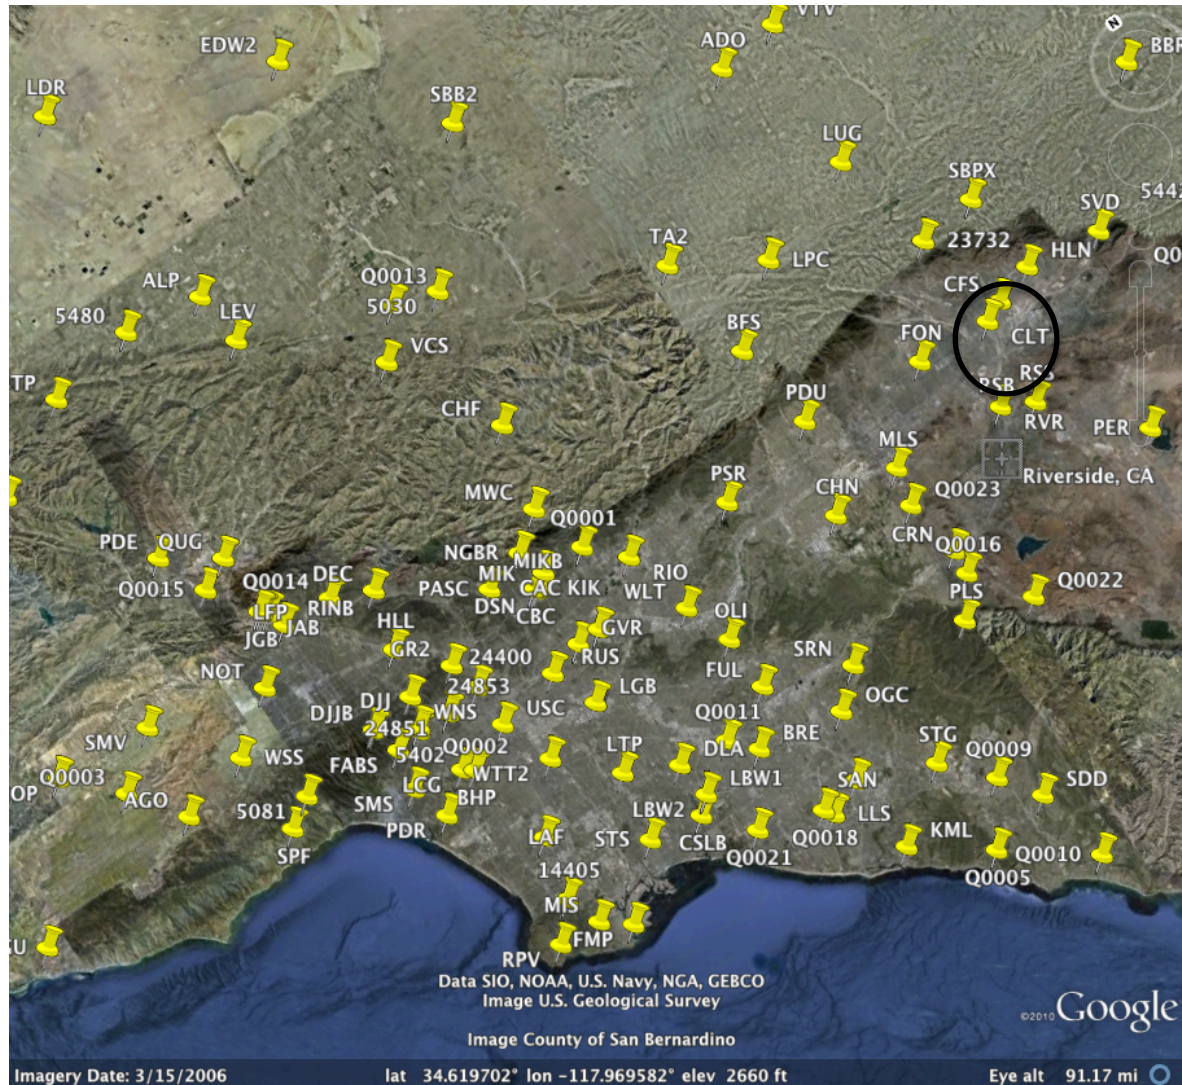 VTV
EDW2
ADO
BBR
N
LDR
SBB2
LUG
SBPX
5442
SVD
TA2
23732
HLN
Q0
LPC
ALP
Q0013
CFS
5030
5480
LEV
BFS
FON
CLT
VCS
RSS
TP
RSB
CHF
PDU
RVR
PER
MLS
PSR
Riverside, CA
MWC
CHN
Q0023
Q0001
CRN
PDE
QUG
NGBR
MIKB
Q0016
Q0015
Q0014
DEC
PASC
MIK
CAC
KIK
WLT
RIO
PLS
Q0022
LFP
RINB
DSN
CBC
OLI
JGB
JAB
HLL
GVR
GR2
24400
RUS
FUL
SRN
NOT
24853
LGB
OGC
DJJ
DJJB
WNS
USC
Q0011
24851
SMV
WSS
5402
Q0002
LTP
DLA
BRE
STG
Q0009
FABS
Q0003
WTT2
LBW1
SAN
SDD
OP
AGO
LCG
BHP
5081
SMS
LBW2
LLS
PDR
LAF
STS
CSLB
Q0018
KML
Q0010
SPF
Q0021
14405
Q0005
MIS
GU
FMP
RPV
Data SIO, NOAA, U.S. Navy, NGA, GEBCO
Image U.S. Geological Survey
©2010 Google
Image County of San Bernardino
Imagery Date: 3/15/2006 lat 34.619702° lon -117.969582° elev 2660 ft Eye alt 91.17 mi